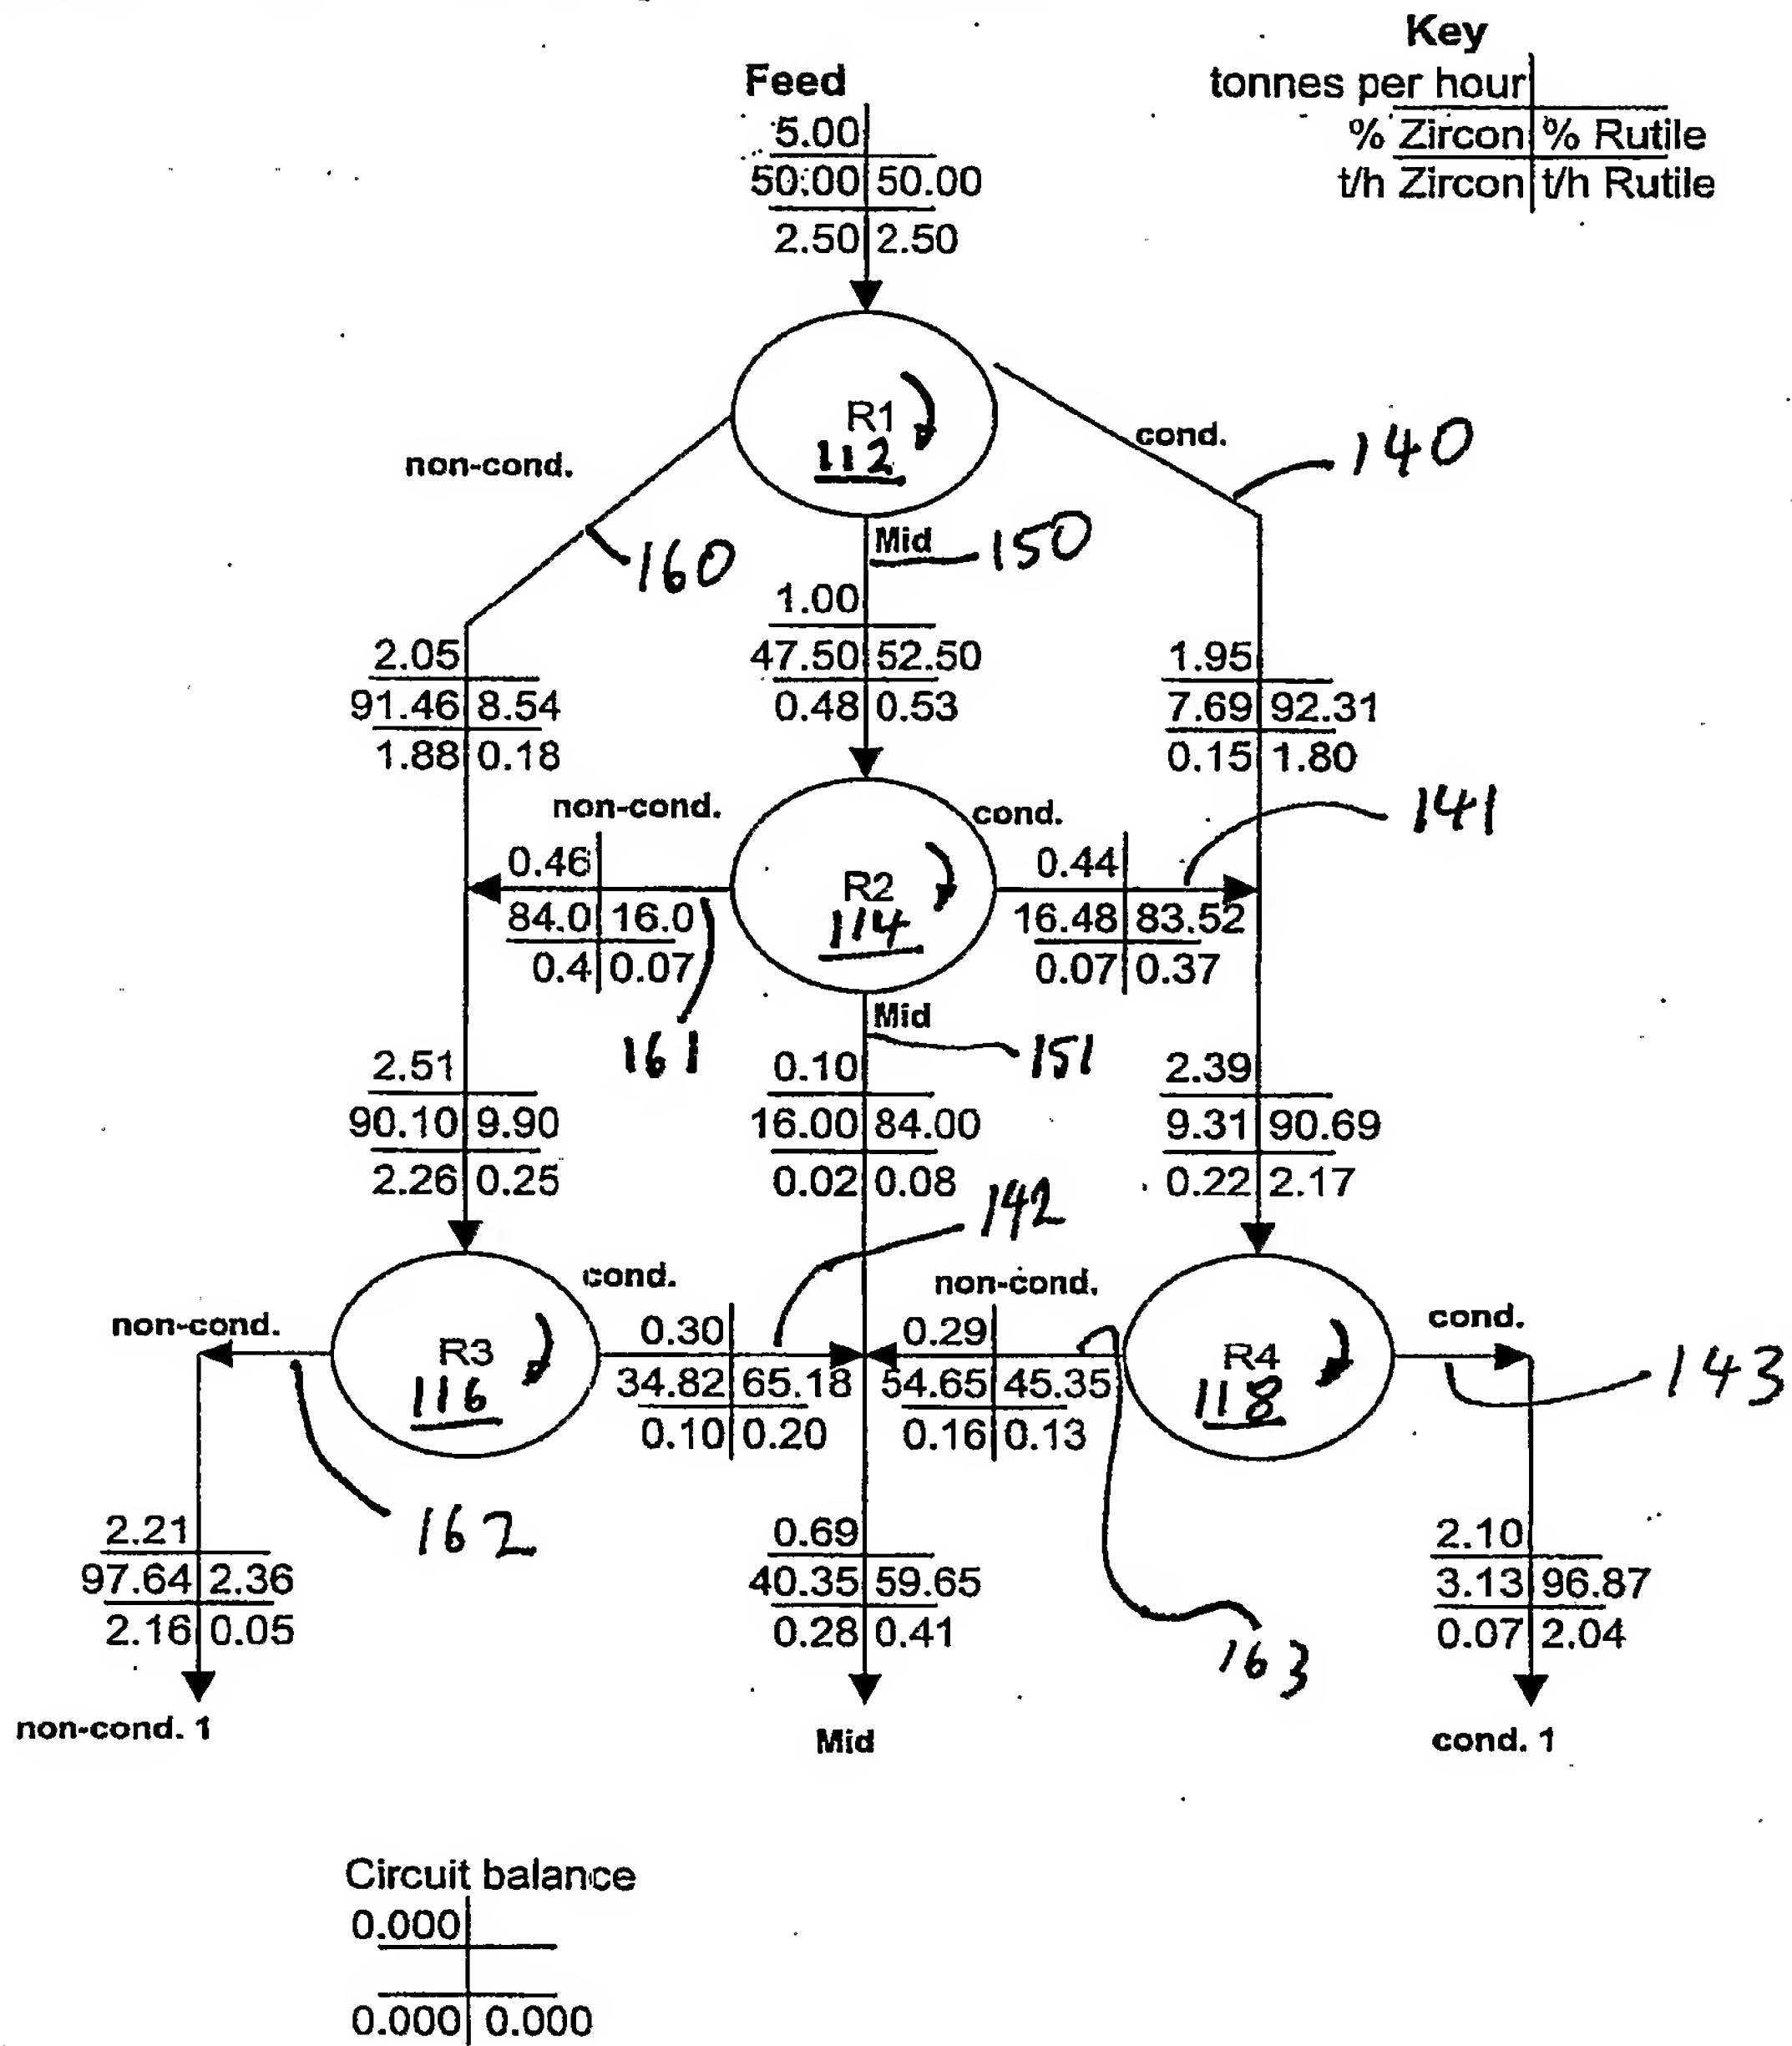 Key
Feed
tonnes per hour
5.00
% Zircon % Rutile
50.00 50.00
t/h Zircon t/h Rutile
2.50 2.50
R1
112
cond.
140
non-cond.
Mid
150
160
1.00
2.05
47.50 52.50
1.95
91.46 8.54
0.48 0.53
7.69 92.31
1.88 0.18
0.15 1.80
non-cond.
cond.
141
0.46
0.44
R2
84.0 16.0
114
16.48 83.52
0.4 0.07
0.07 0.37
Mid
161
151
2.51
0.10
2.39
90.10 9.90
16.00 84.00
9.31 90.69
2.26 0.25
0.02 0.08
0.22 2.17
142
cond.
non-cond.
non-cond.
cond.
0.30
0.29
R3
R4
143
116
34.82 65.18
54.65 45.35
118
0.10 0.20
0.16 0.13
162
2.21
0.69
2.10
97.64 2.36
40.35 59.65
3.13 96.87
2.16 0.05
0.28 0.41
0.07 2.04
163
non-cond. 1
Mid
cond. 1
Circuit balance
0.000
0.000 0.000